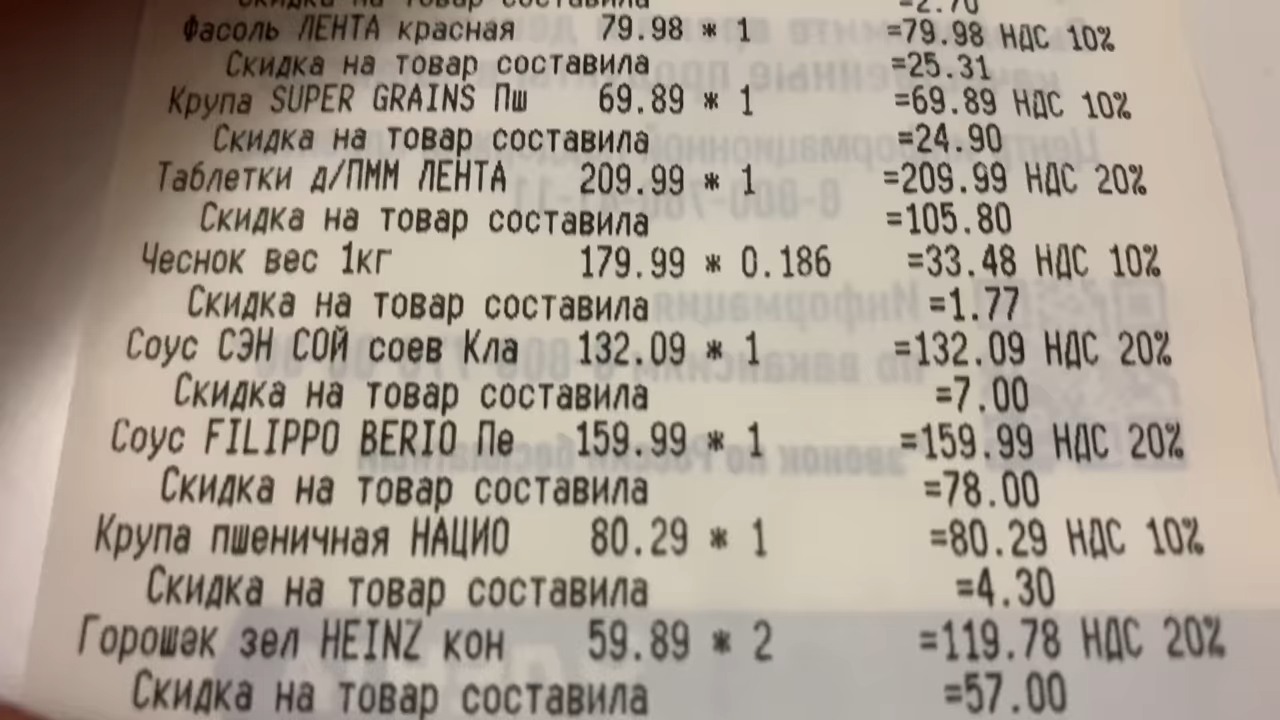 Скидка на товар составила =2.70
Фасоль ЛЕНТА красная 79.98 * 1 =79.98 НДС 10%
Скидка на товар составила =25.31
Крупа SUPER GRAINS Пш 69.89 * 1 =69.89 НДС 10%
Скидка на товар составила =24.90
Таблетки д/ПММ ЛЕНТА 209.99 * 1 =209.99 НДС 20%
Скидка на товар составила =105.80
Чеснок вес 1кг 179.99 * 0.186 =33.48 НДС 10%
Скидка на товар составила =1.77
Соус СЭН СОЙ соев Кла 132.09 * 1 =132.09 НДС 20%
Скидка на товар составила =7.00
Соус FILIPPO BERIO Пе 159.99 * 1 =159.99 НДС 20%
Скидка на товар составила =78.00
Крупа пшеничная НАЦИО 80.29 * 1 =80.29 НДС 10%
Скидка на товар составила =4.30
Горошек зел HEINZ кон 59.89 * 2 =119.78 НДС 20%
Скидка на товар составила =57.00